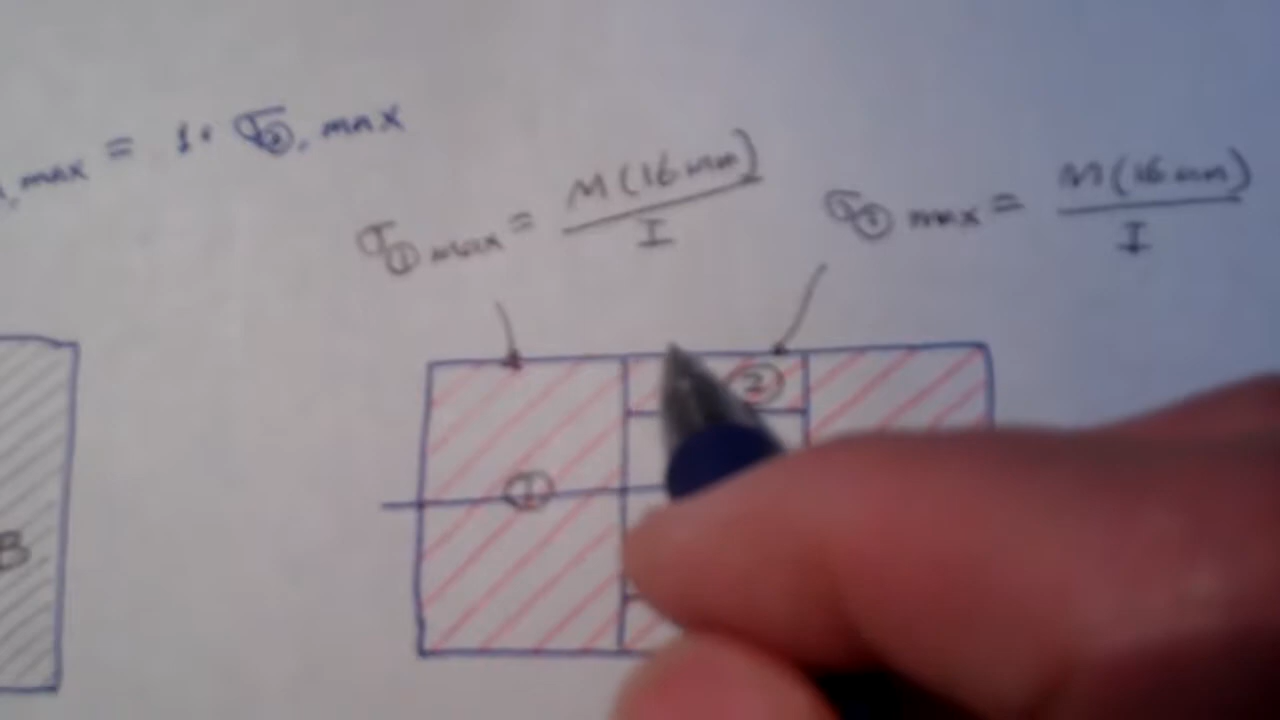 , max = 1 · σ②, max
σ① max = M(16 mm) / I
σ② max = M(16 mm) / I
②
①
B